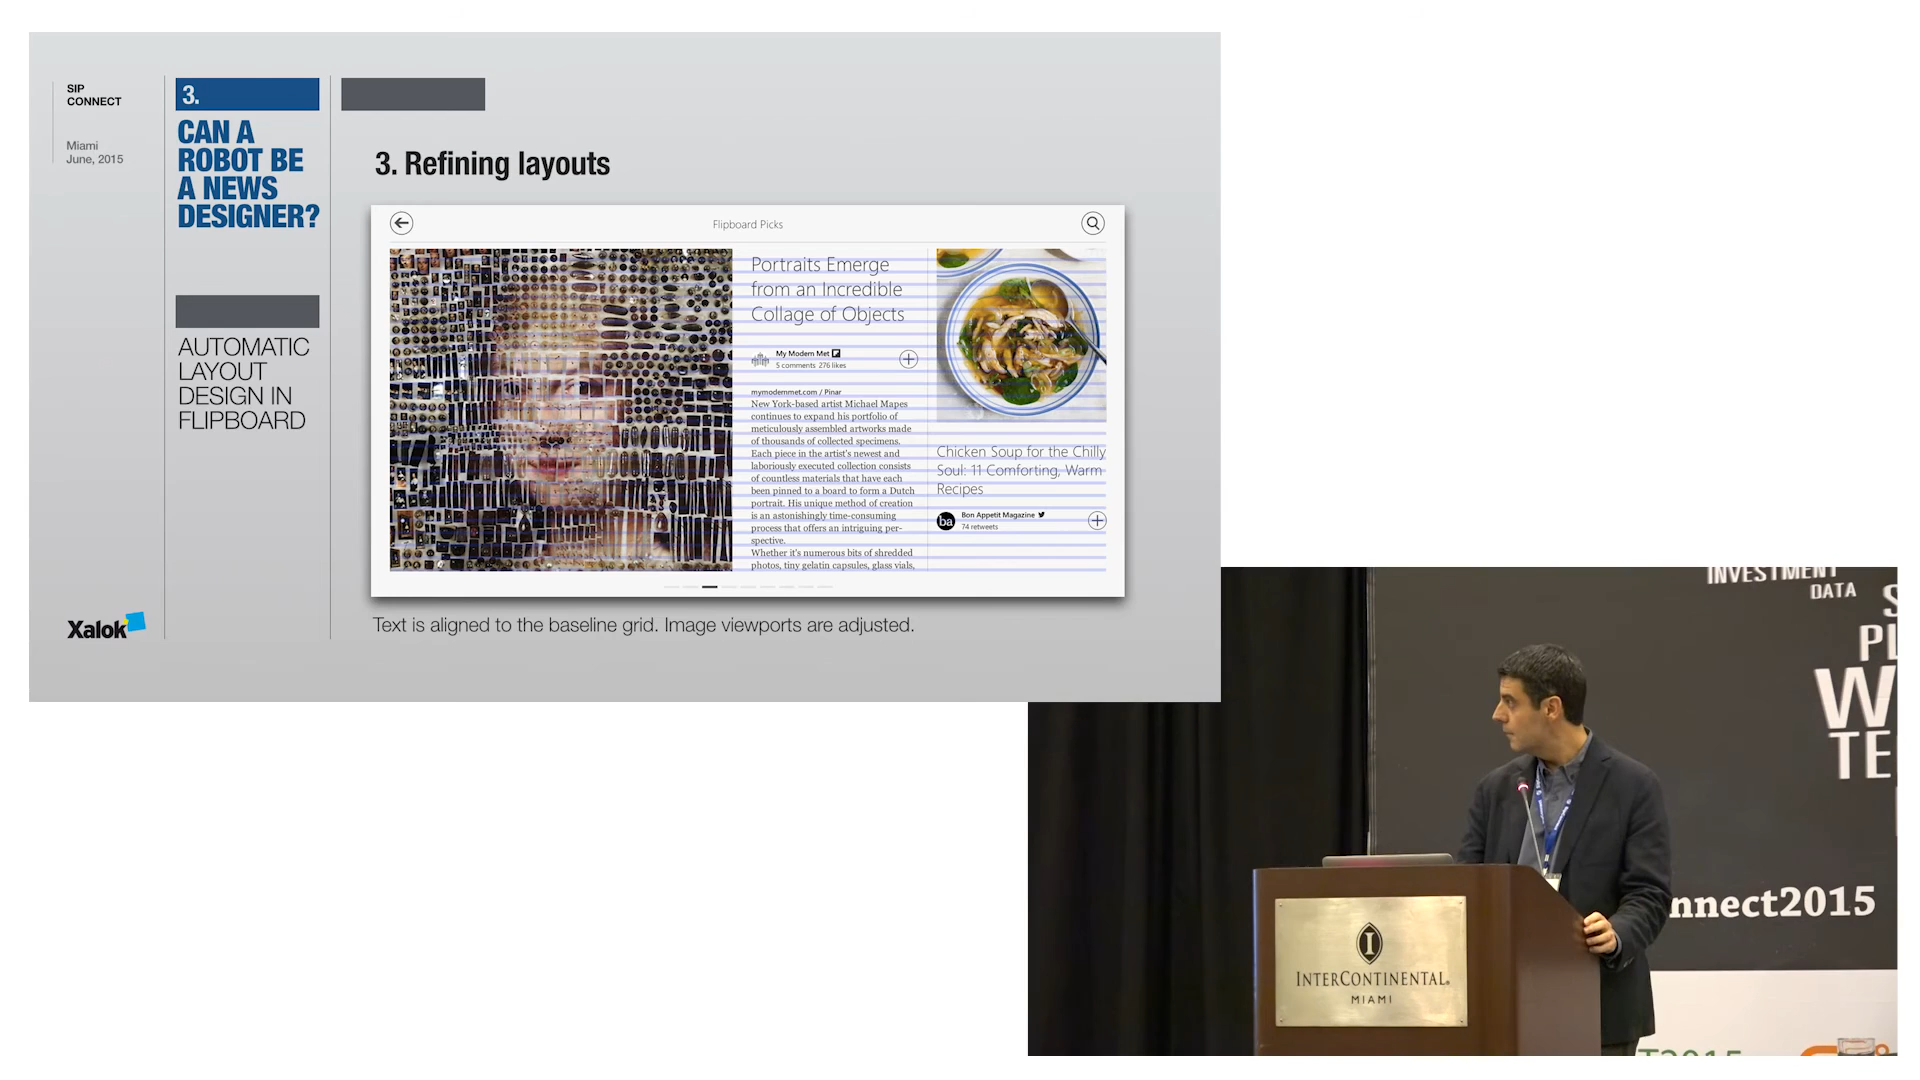 SIP
CONNECT
Miami
June, 2015
3.
CAN A
ROBOT BE
A NEWS
DESIGNER?
AUTOMATIC
LAYOUT
DESIGN IN
FLIPBOARD
Xalok
3. Refining layouts
Flipboard Picks
Portraits Emerge
from an Incredible
Collage of Objects
My Modern Met
5 comments 276 likes
mymodernmet.com / Pinar
New York-based artist Michael Mapes
continues to expand his portfolio of
meticulously assembled artworks made
of thousands of collected specimens.
Each piece in the artist's newest and
laboriously executed collection consists
of countless materials that have each
been pinned to a board to form a Dutch
portrait. His unique method of creation
is an astonishingly time-consuming
process that offers an intriguing per-
spective.
Whether it's numerous bits of shredded
photos, tiny gelatin capsules, glass vials,
Chicken Soup for the Chilly
Soul: 11 Comforting, Warm
Recipes
ba
Bon Appetit Magazine
74 retweets
Text is aligned to the baseline grid. Image viewports are adjusted.
INVESTMENT
DATA
S
PL
W
TE
nnect2015
I
INTERCONTINENTAL.
MIAMI
T2015